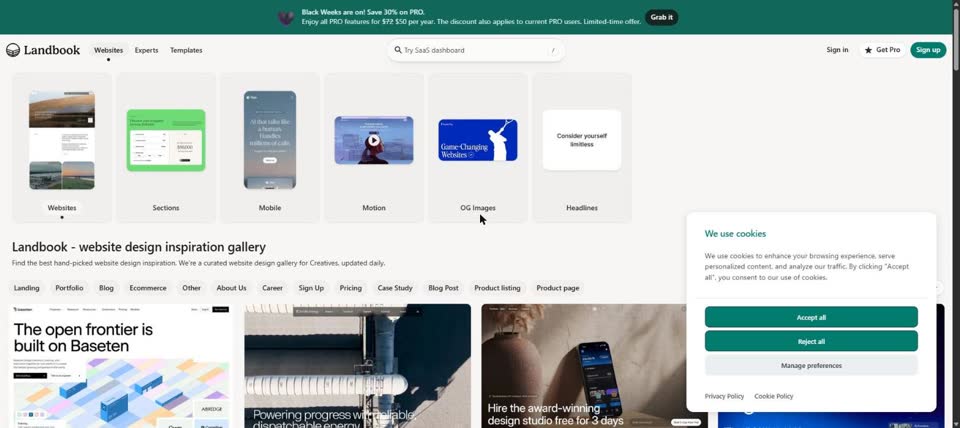 Black Weeks are on! Save 30% on PRO.
Enjoy all PRO features for $72 $50 per year. The discount also applies to current PRO users. Limited-time offer.
Grab it
Landbook
Websites
Experts
Templates
Try SaaS dashboard
/
Sign in
Get Pro
Sign up
AI that talks like
a human.
Handles
millions of calls.
Game-Changing
Websites
Consider yourself
limitless
Websites
Sections
Mobile
Motion
OG Images
Headlines
Landbook - website design inspiration gallery
Find the best hand-picked website design inspiration. We're a curated website design gallery for Creatives, updated daily.
Landing
Portfolio
Blog
Ecommerce
Other
About Us
Career
Sign Up
Pricing
Case Study
Blog Post
Product listing
Product page
Baseten
The open frontier is
built on Baseten
ABRIDGE
Powering progress with reliable,
dispatchable energy
Hire the award-winning
design studio free for 3 days
We use cookies
We use cookies to enhance your browsing experience, serve
personalized content, and analyze our traffic. By clicking "Accept
all", you consent to our use of cookies.
Accept all
Reject all
Manage preferences
Privacy Policy
Cookie Policy